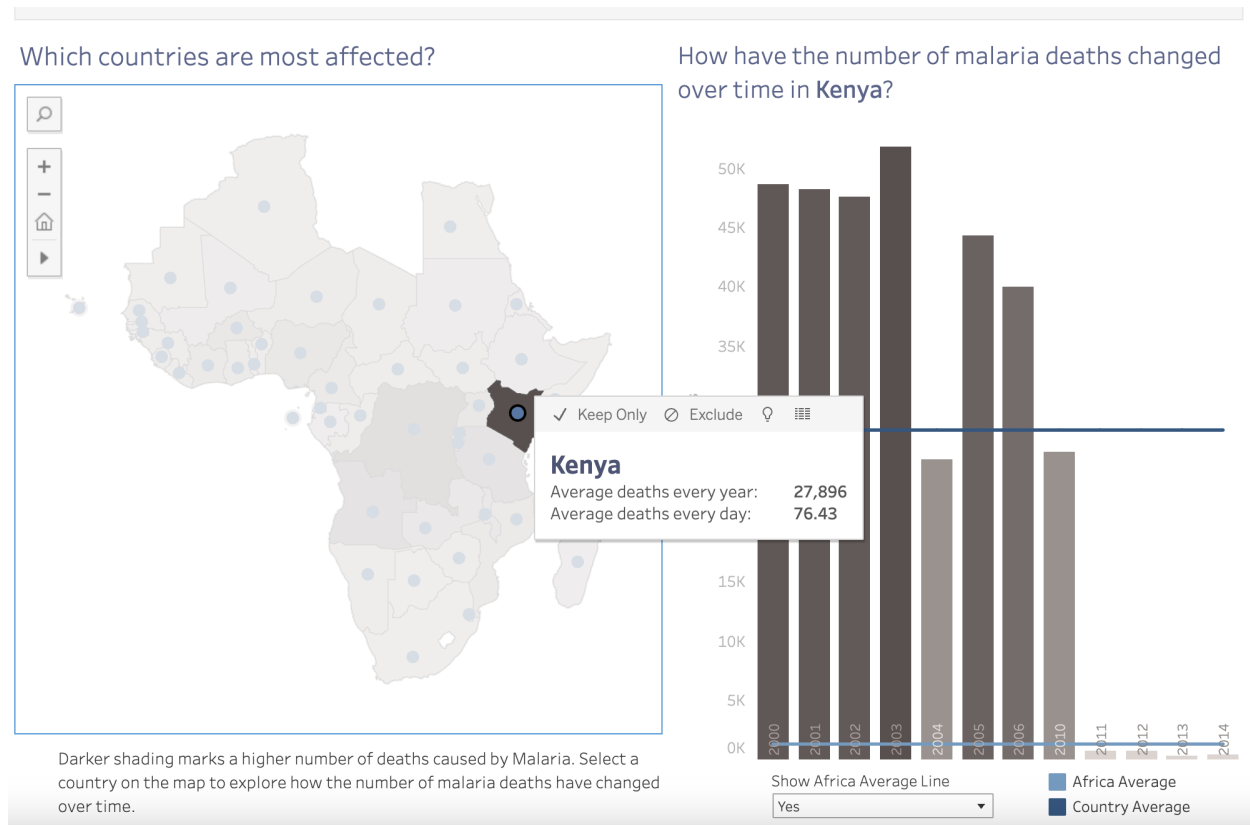 Which countries are most affected?
How have the number of malaria deaths changed
over time in Kenya?
50K
45K
40K
35K
Keep Only
Exclude
Kenya
Average deaths every year: 27,896
Average deaths every day: 76.43
15K
10K
5K
0K
2000
2001
2002
2003
2004
2005
2006
2010
2011
2012
2013
2014
Darker shading marks a higher number of deaths caused by Malaria. Select a
country on the map to explore how the number of malaria deaths have changed
over time.
Show Africa Average Line
Yes
Africa Average
Country Average